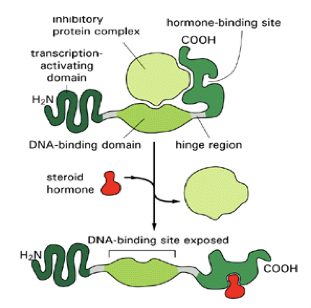 inhibitory
protein complex
hormone-binding site
COOH
transcription-
activating
domain
H₂N
DNA-binding domain
hinge region
steroid
hormone
DNA-binding site exposed
H₂N
COOH